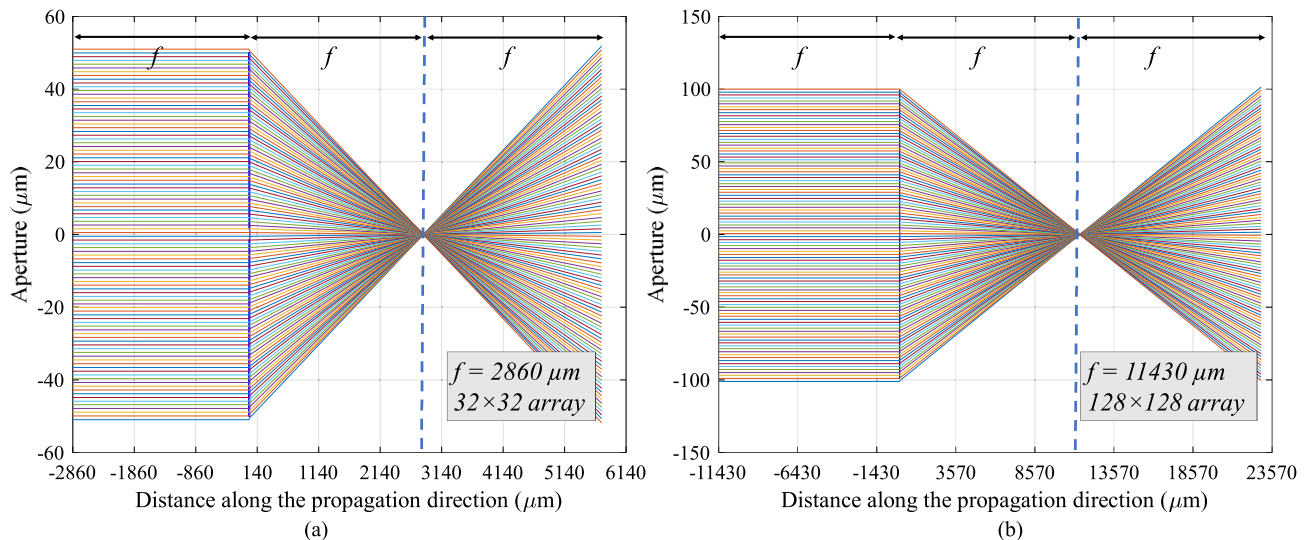 60
40
20
0
-20
-40
-60
Aperture (μm)
f
f
f
f = 2860 μm
32×32 array
-2860 -1860 -860 140 1140 2140 3140 4140 5140 6140
Distance along the propagation direction (μm)
(a)
150
100
50
0
-50
-100
-150
Aperture (μm)
f
f
f
f = 11430 μm
128×128 array
-11430 -6430 -1430 3570 8570 13570 18570 23570
Distance along the propagation direction (μm)
(b)